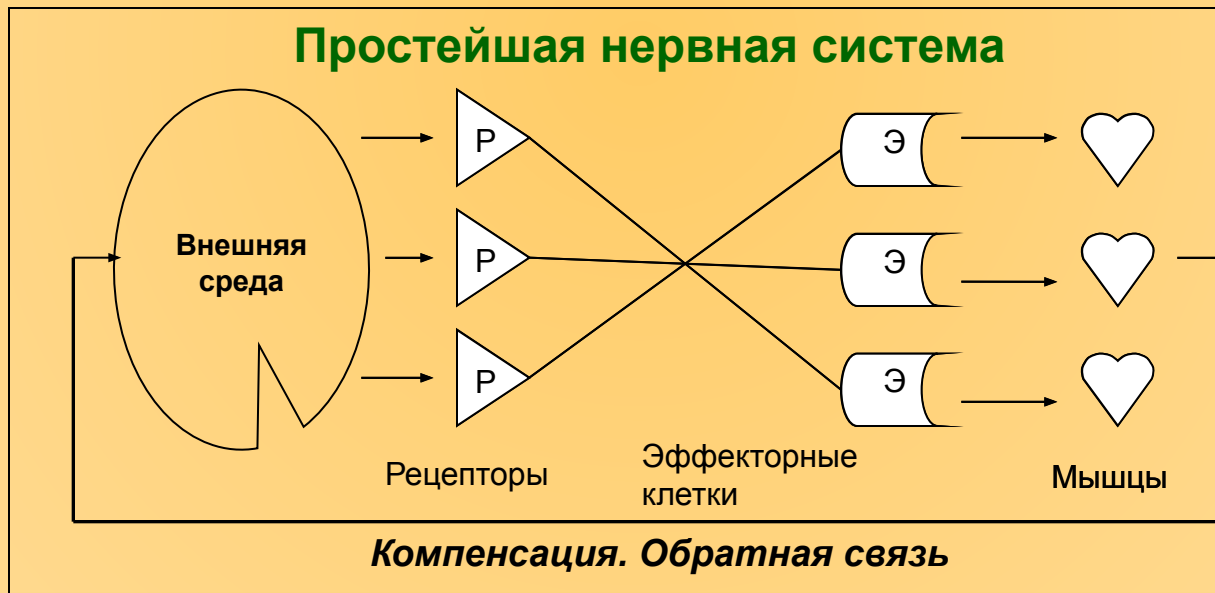 Простейшая нервная система
Р
Э
Внешняя
среда
Р
Э
Р
Э
Рецепторы
Эффекторные
клетки
Мышцы
Компенсация. Обратная связь